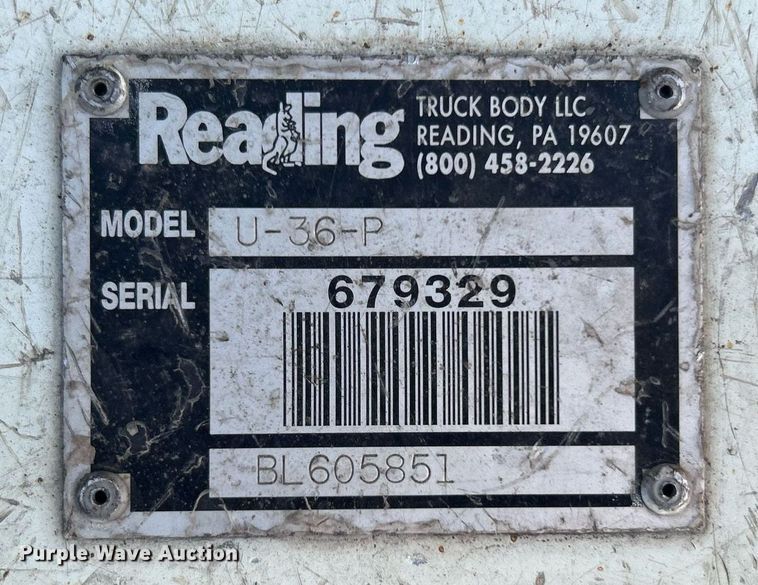 Reading
TRUCK BODY LLC
READING, PA 19607
(800) 458-2226
MODEL U-36-P
SERIAL 679329
BL605851
Purple Wave Auction